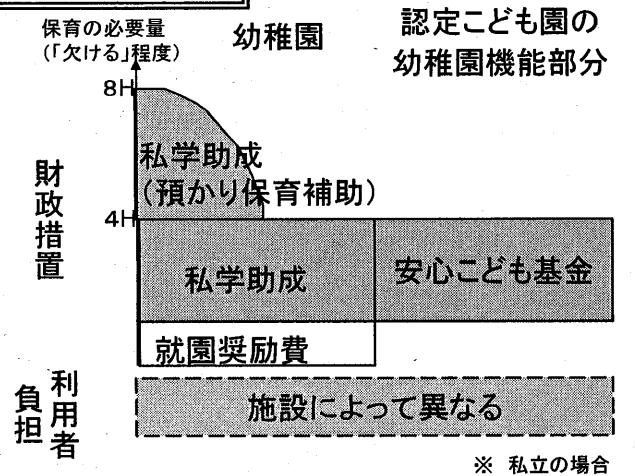 保育の必要量
(「欠ける」程度)
幼稚園
認定こども園の
幼稚園機能部分
8H
私学助成
(預かり保育補助)
4H
財政措置
私学助成
安心こども基金
就園奨励費
利用者
負担
施設によって異なる
※ 私立の場合